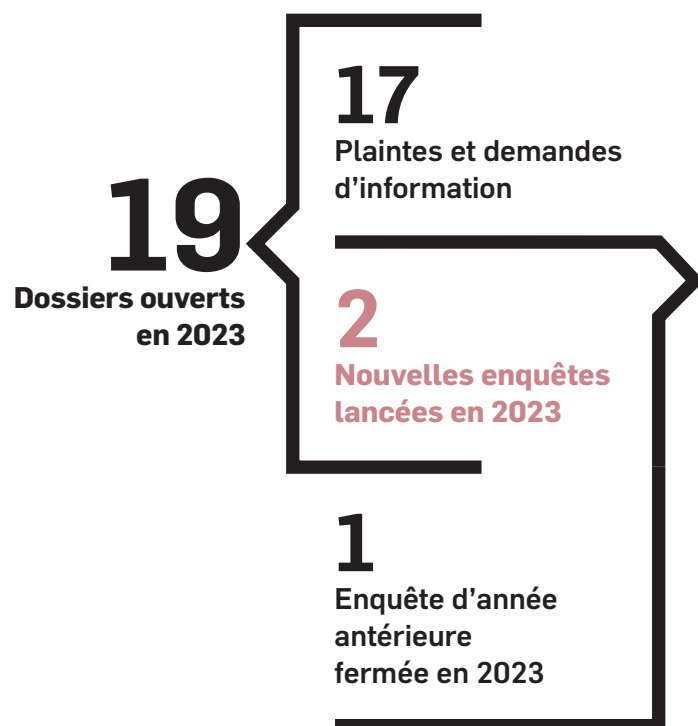 19
Dossiers ouverts
en 2023
17
Plaintes et demandes
d’information
2
Nouvelles enquêtes
lancées en 2023
1
Enquête d’année
antérieure
fermée en 2023